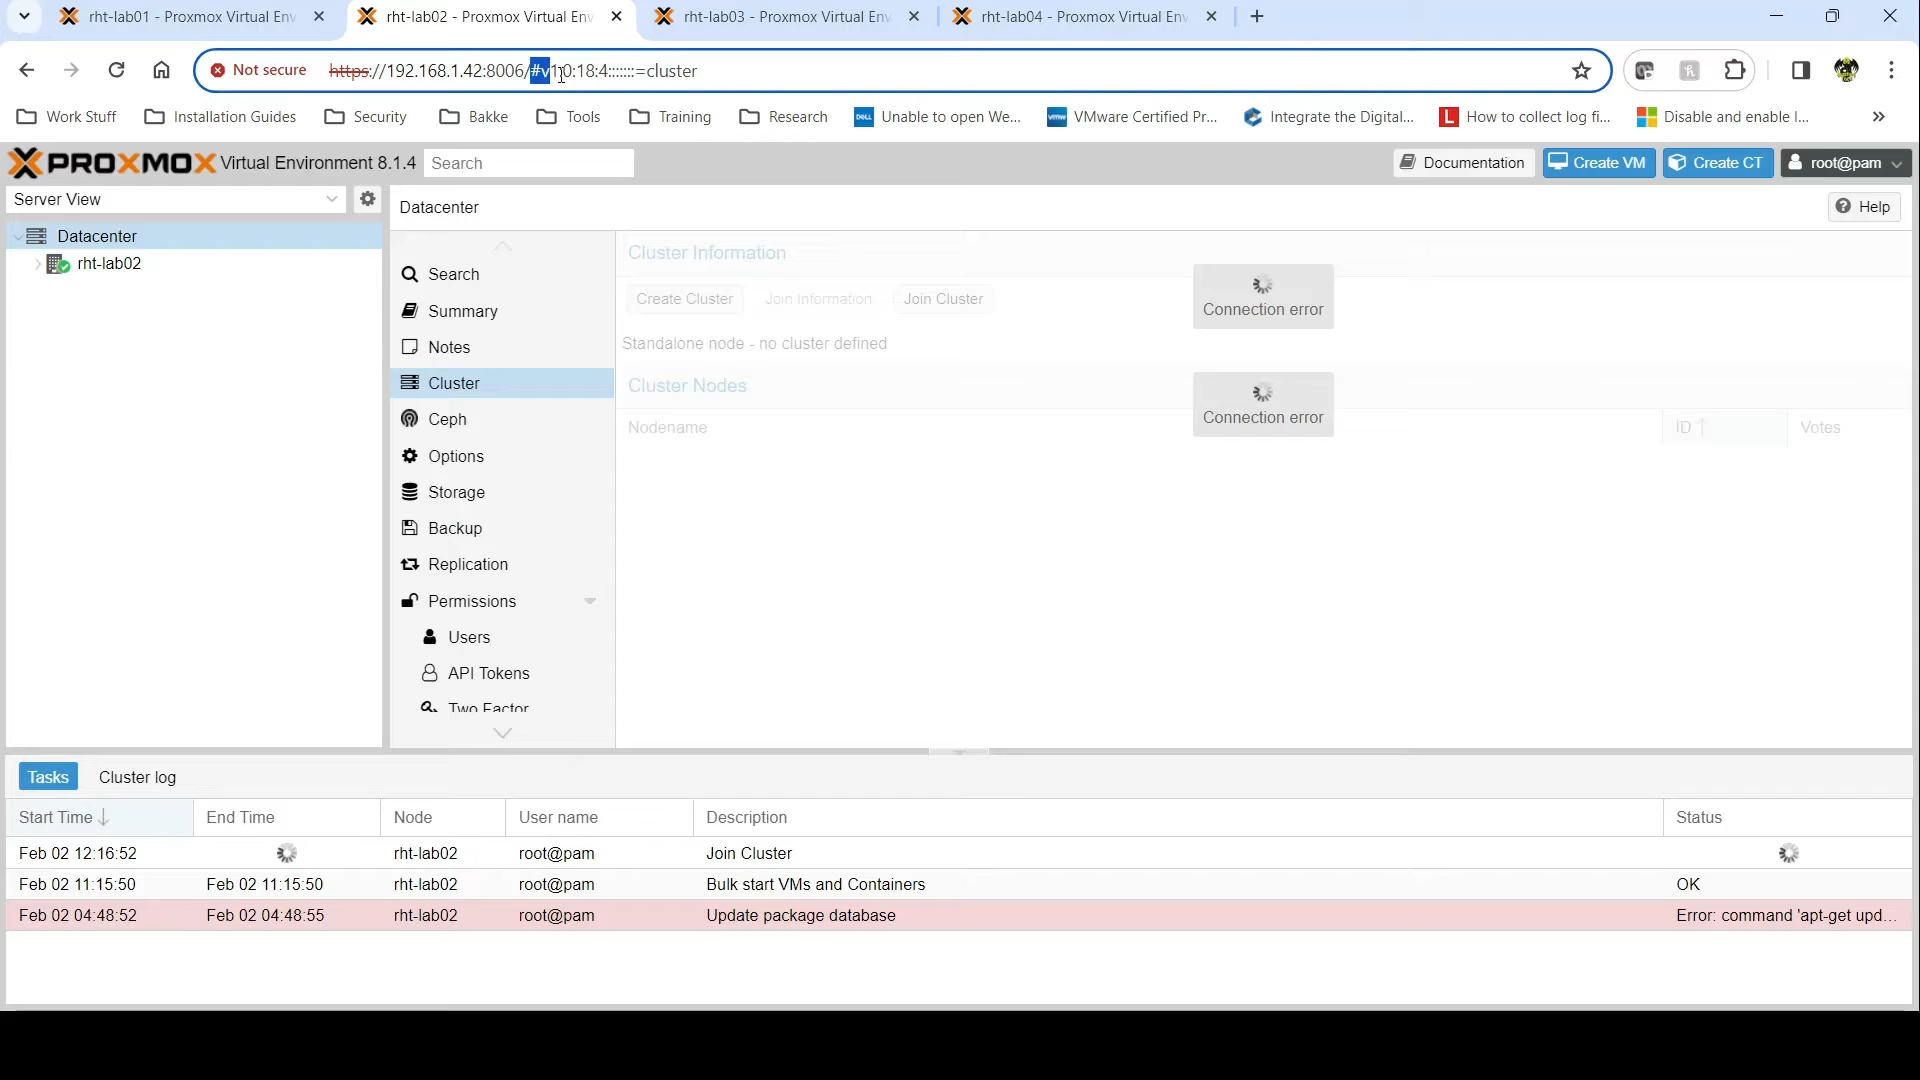 rht-lab01 - Proxmox Virtual Env
rht-lab02 - Proxmox Virtual Env
rht-lab03 - Proxmox Virtual Env
rht-lab04 - Proxmox Virtual Env
Not secure
https://192.168.1.42:8006/#v1:0:18:4:::::::=cluster
Work Stuff
Installation Guides
Security
Bakke
Tools
Training
Research
DELL
Unable to open We...
vmw
VMware Certified Pr...
Integrate the Digital...
L
How to collect log fi...
Disable and enable I...
PROXMOX Virtual Environment 8.1.4
Search
Documentation
Create VM
Create CT
root@pam
Server View
Datacenter
Help
Datacenter
rht-lab02
Search
Summary
Notes
Cluster
Ceph
Options
Storage
Backup
Replication
Permissions
Users
API Tokens
Two Factor
Cluster Information
Create Cluster
Join Information
Join Cluster
Connection error
Standalone node - no cluster defined
Cluster Nodes
Connection error
Nodename
ID
Votes
Tasks
Cluster log
Start Time
End Time
Node
User name
Description
Status
Feb 02 12:16:52
rht-lab02
root@pam
Join Cluster
Feb 02 11:15:50
Feb 02 11:15:50
rht-lab02
root@pam
Bulk start VMs and Containers
OK
Feb 02 04:48:52
Feb 02 04:48:55
rht-lab02
root@pam
Update package database
Error: command 'apt-get upd...